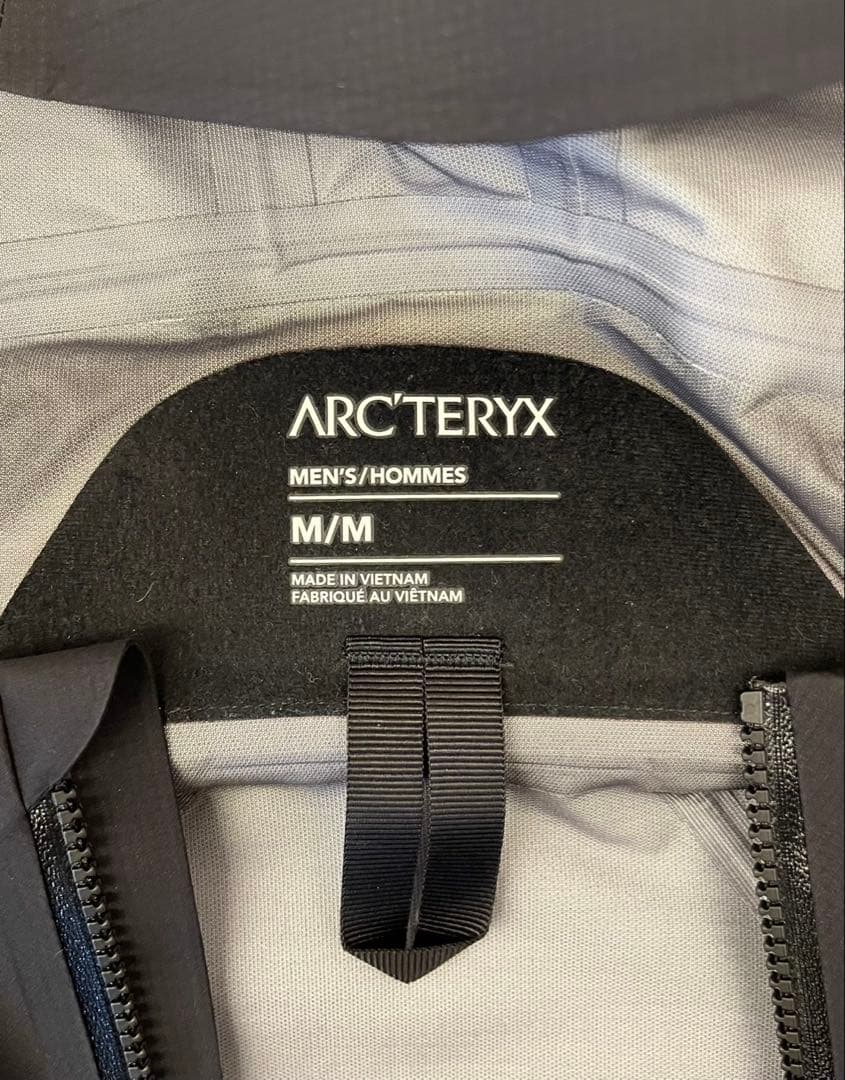 ARC'TERYX
MEN'S/HOMMES
M/M
MADE IN VIETNAM
FABRIQUÉ AU VIÊTNAM